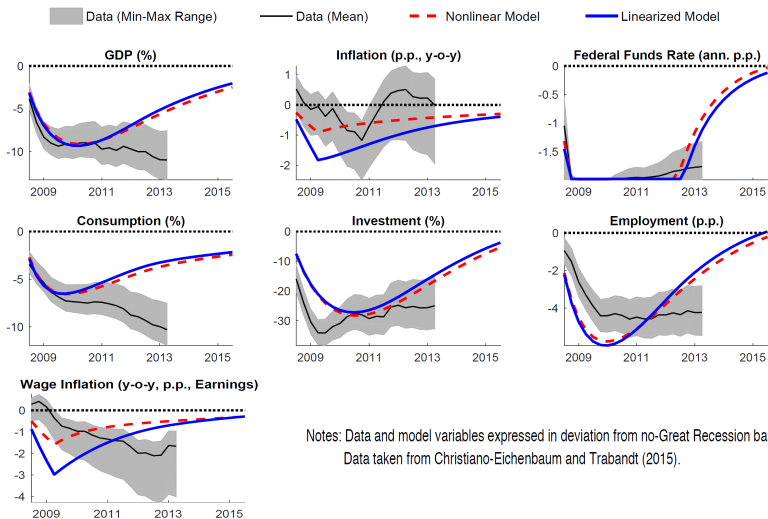 Data (Min-Max Range) Data (Mean) Nonlinear Model Linearized Model
GDP (%) Inflation (p.p., y-o-y) Federal Funds Rate (ann. p.p.)
0
-5
-10
2009 2011 2013 2015
1
0
-1
-2
2009 2011 2013 2015
0
-0.5
-1
-1.5
2009 2011 2013 2015
Consumption (%) Investment (%) Employment (p.p.)
0
-5
-10
2009 2011 2013 2015
0
-10
-20
-30
2009 2011 2013 2015
0
-2
-4
2009 2011 2013 2015
Wage Inflation (y-o-y, p.p., Earnings)
0
-1
-2
-3
-4
2009 2011 2013 2015
Notes: Data and model variables expressed in deviation from no-Great Recession ba
Data taken from Christiano-Eichenbaum and Trabandt (2015).